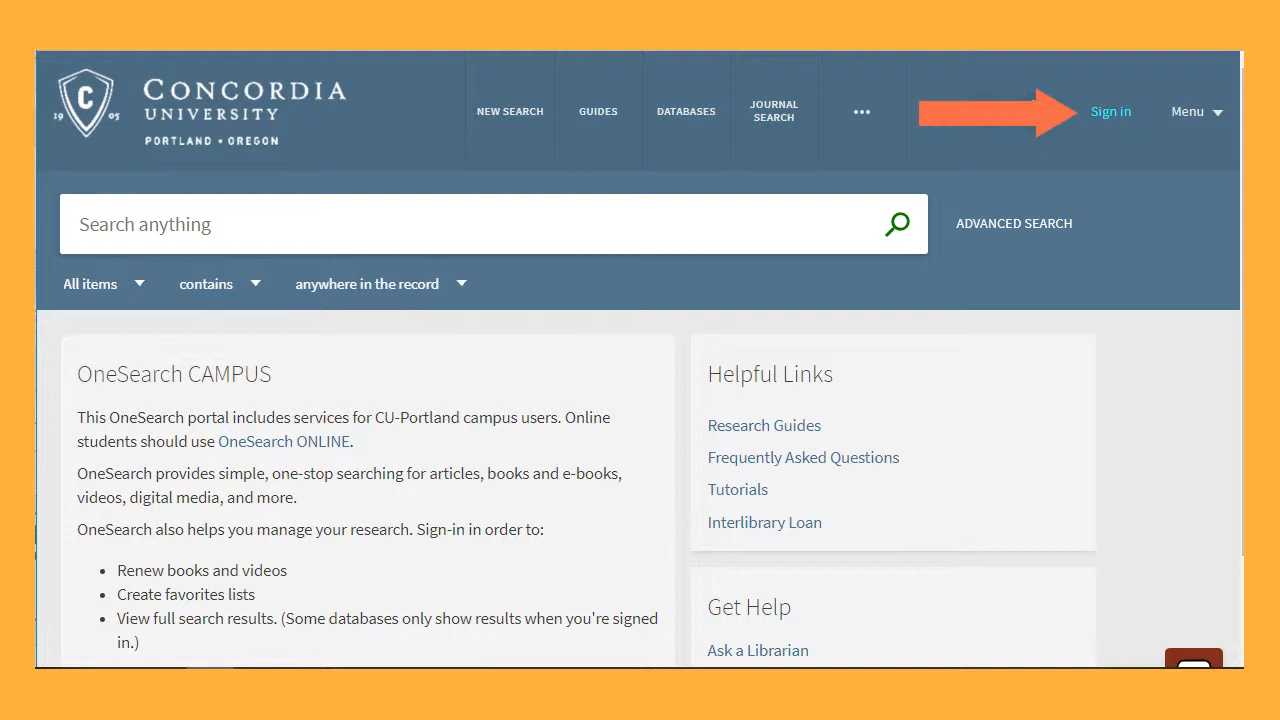 CONCORDIA
UNIVERSITY
PORTLAND • OREGON
C
19 05
NEW SEARCH
GUIDES
DATABASES
JOURNAL
SEARCH
•••
Sign in
Menu
Search anything
ADVANCED SEARCH
All items
contains
anywhere in the record
OneSearch CAMPUS
This OneSearch portal includes services for CU-Portland campus users. Online
students should use OneSearch ONLINE.
OneSearch provides simple, one-stop searching for articles, books and e-books,
videos, digital media, and more.
OneSearch also helps you manage your research. Sign-in in order to:
• Renew books and videos
• Create favorites lists
• View full search results. (Some databases only show results when you're signed
in.)
Helpful Links
Research Guides
Frequently Asked Questions
Tutorials
Interlibrary Loan
Get Help
Ask a Librarian